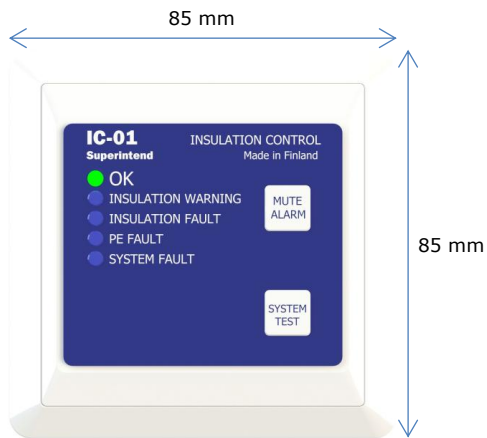 85 mm
IC-01
INSULATION CONTROL
Superintend
Made in Finland
OK
INSULATION WARNING
INSULATION FAULT
PE FAULT
SYSTEM FAULT
MUTE
ALARM
85 mm
SYSTEM
TEST